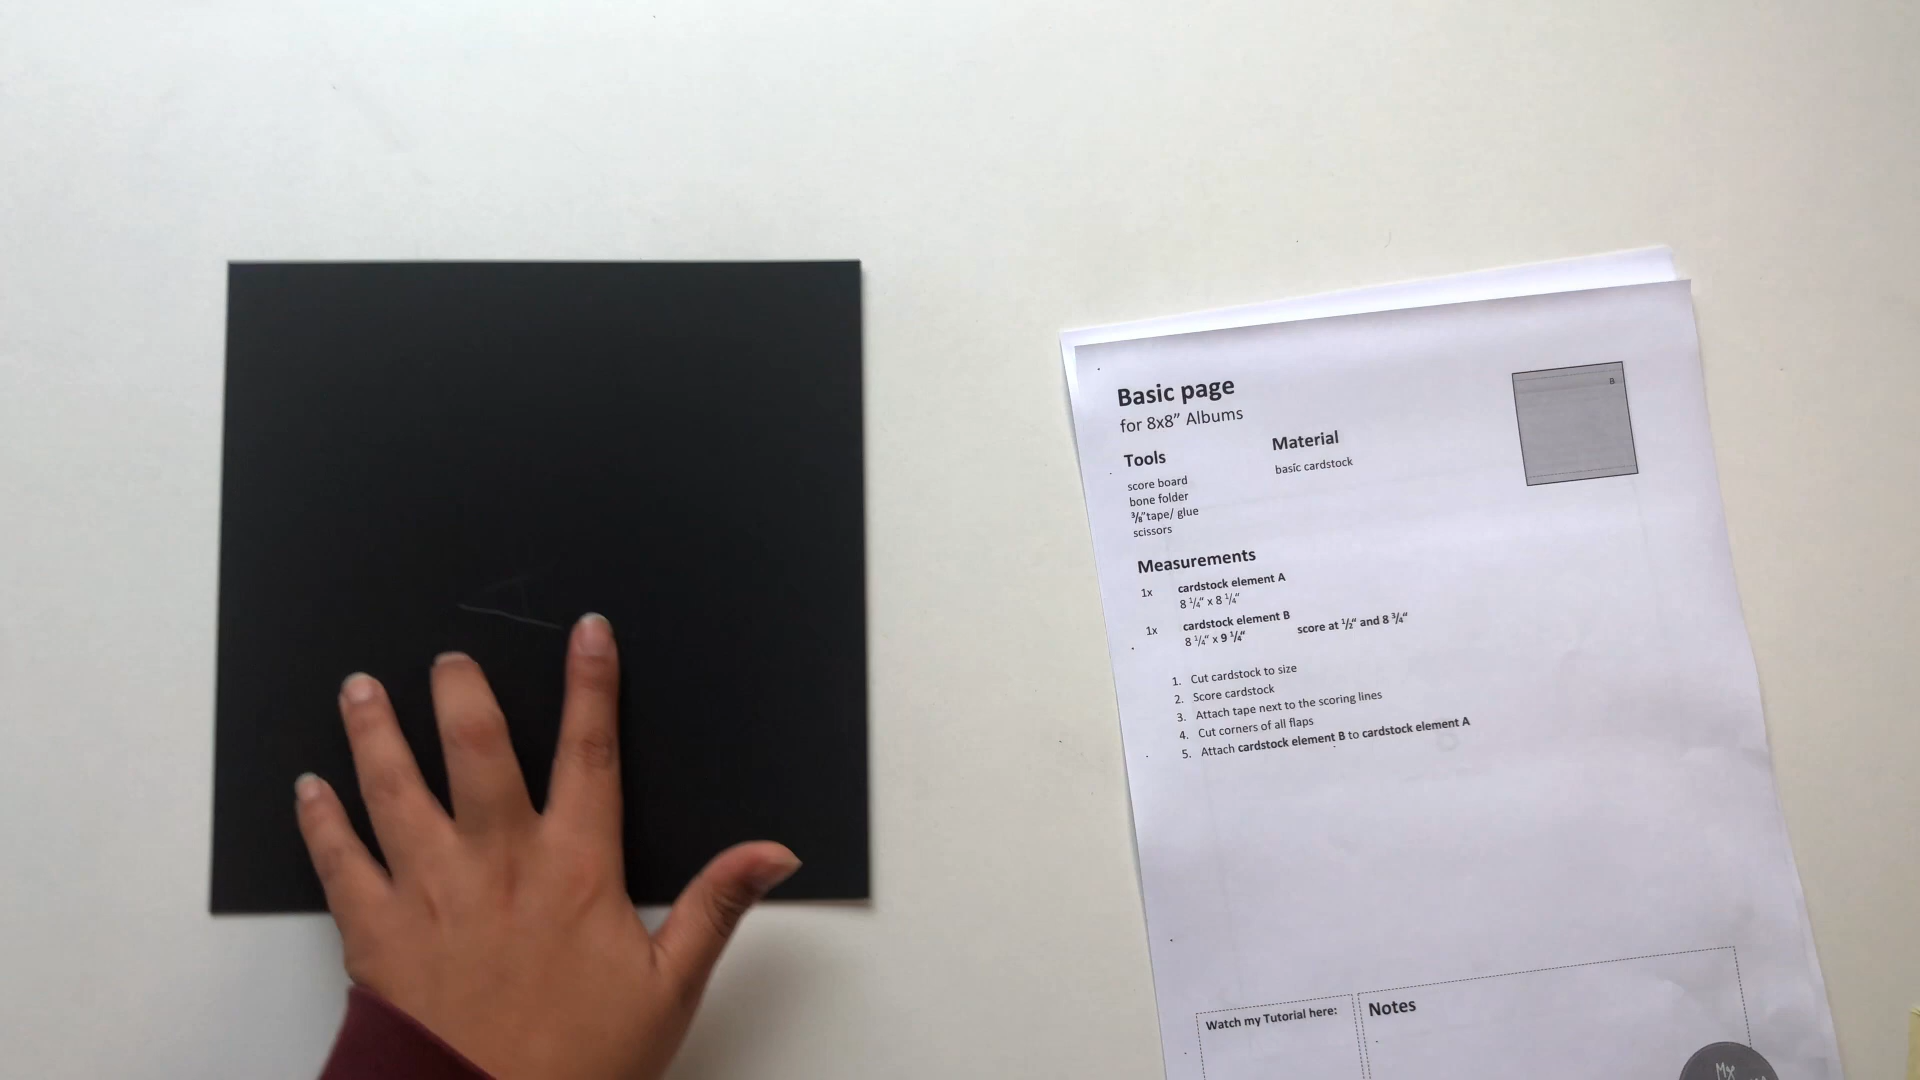 A
Basic page
for 8x8” Albums
Tools
score board
bone folder
⅜”tape/ glue
scissors
Material
basic cardstock
B
Measurements
1x cardstock element A
8 ¼“ x 8 ¼“
1x cardstock element B
8 ¼“ x 9 ¼“ score at ½“ and 8 ¾“
1. Cut cardstock to size
2. Score cardstock
3. Attach tape next to the scoring lines
4. Cut corners of all flaps
5. Attach cardstock element B to cardstock element A
Watch my Tutorial here:
Notes
My